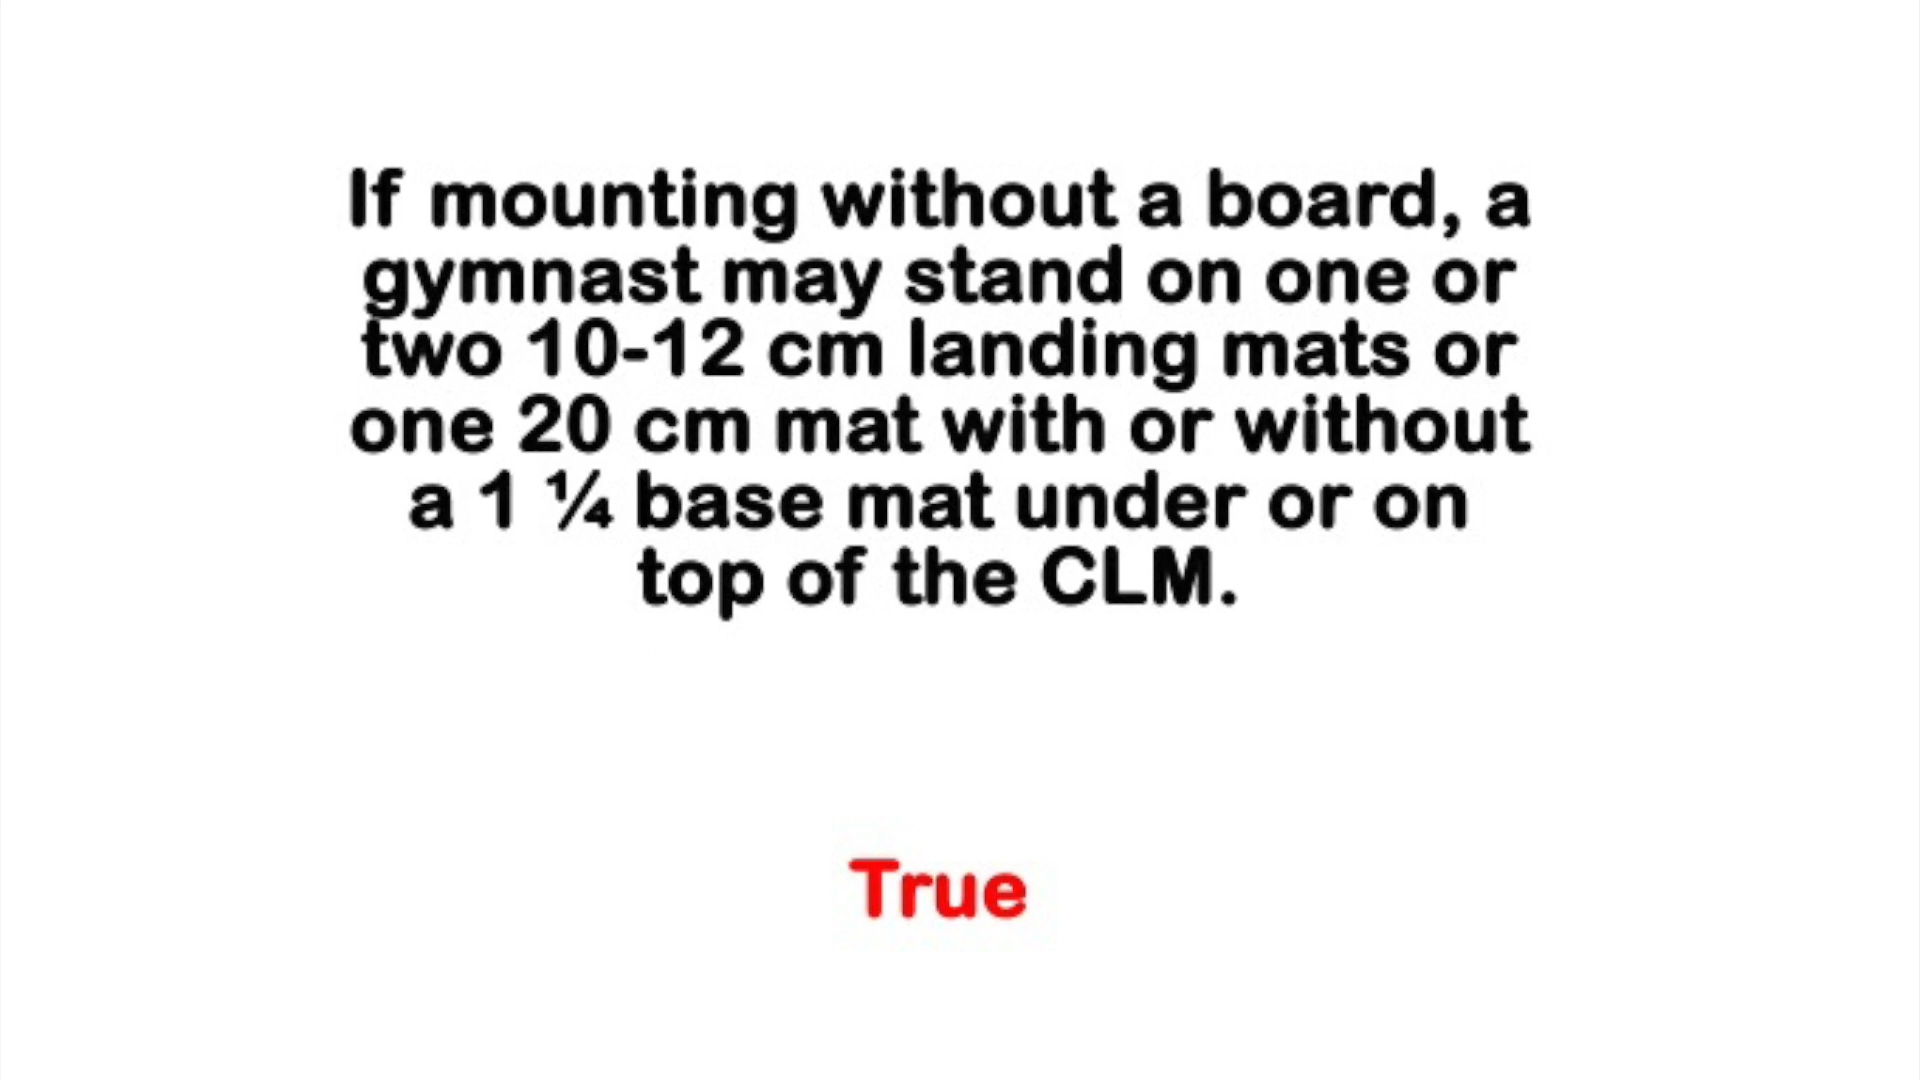 If mounting without a board, a
gymnast may stand on one or
two 10-12 cm landing mats or
one 20 cm mat with or without
a 1 ¼ base mat under or on
top of the CLM.
True